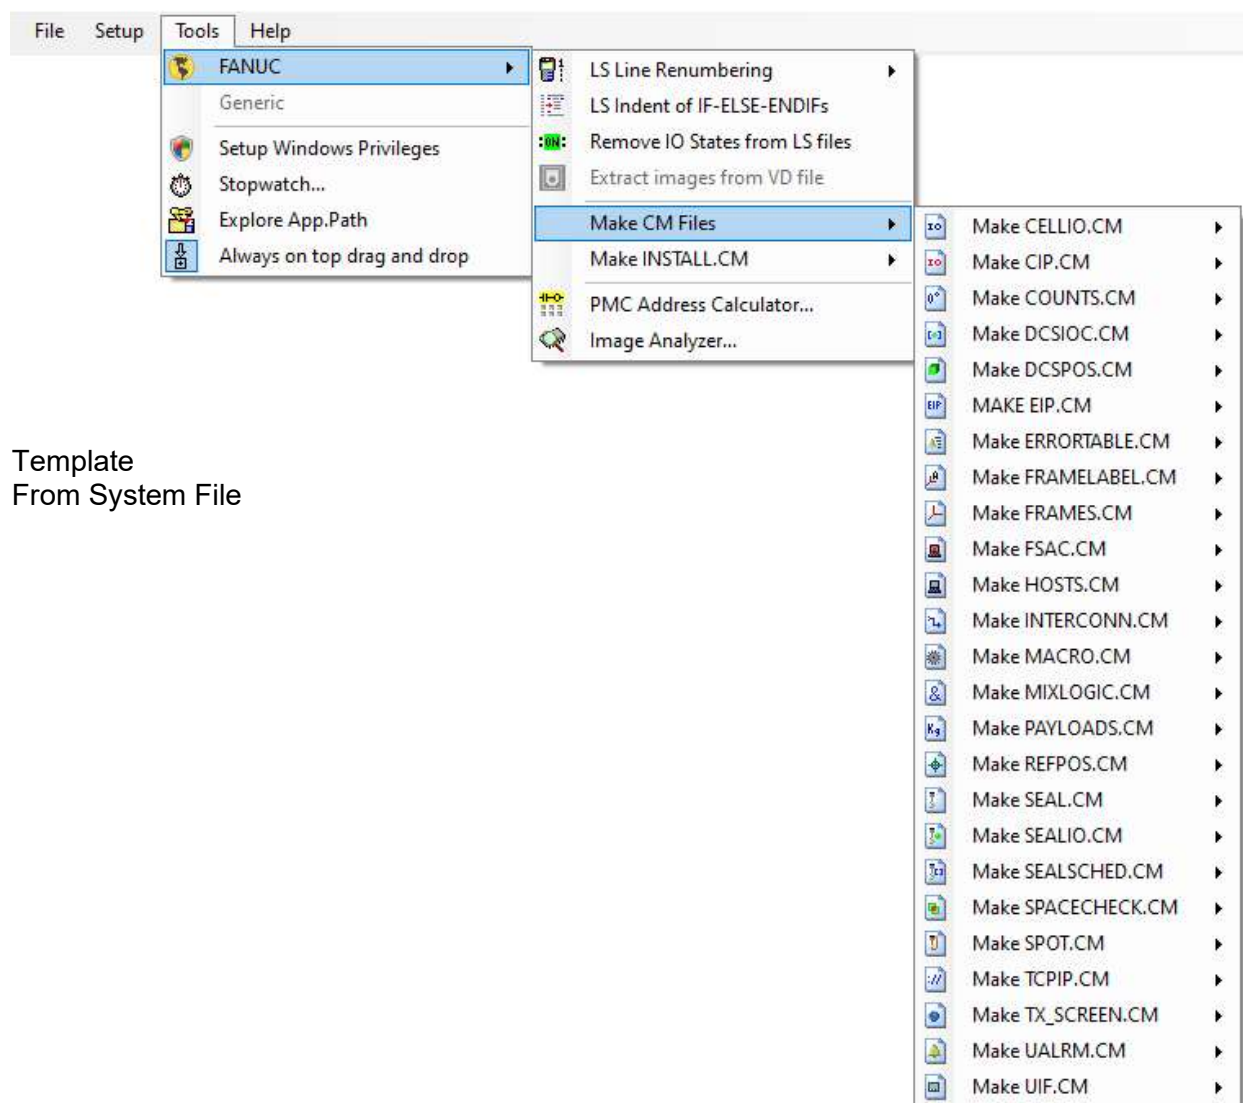 File Setup Tools Help
FANUC
Generic
Setup Windows Privileges
Stopwatch...
Explore App.Path
Always on top drag and drop
LS Line Renumbering
LS Indent of IF-ELSE-ENDIFs
:ON: Remove IO States from LS files
Extract images from VD file
Make CM Files
Make INSTALL.CM
PMC Address Calculator...
Image Analyzer...
IO Make CELLIO.CM
IO Make CIP.CM
0° Make COUNTS.CM
Make DCSIOC.CM
Make DCSPOS.CM
EIP MAKE EIP.CM
Make ERRORTABLE.CM
Make FRAMELABEL.CM
Make FRAMES.CM
Make FSAC.CM
Make HOSTS.CM
Make INTERCONN.CM
Make MACRO.CM
& Make MIXLOGIC.CM
Kg Make PAYLOADS.CM
Make REFPOS.CM
Make SEAL.CM
Make SEALIO.CM
Make SEALSCHED.CM
Make SPACECHECK.CM
Make SPOT.CM
:// Make TCPIP.CM
Make TX_SCREEN.CM
Make UALRM.CM
Make UIF.CM
Template
From System File